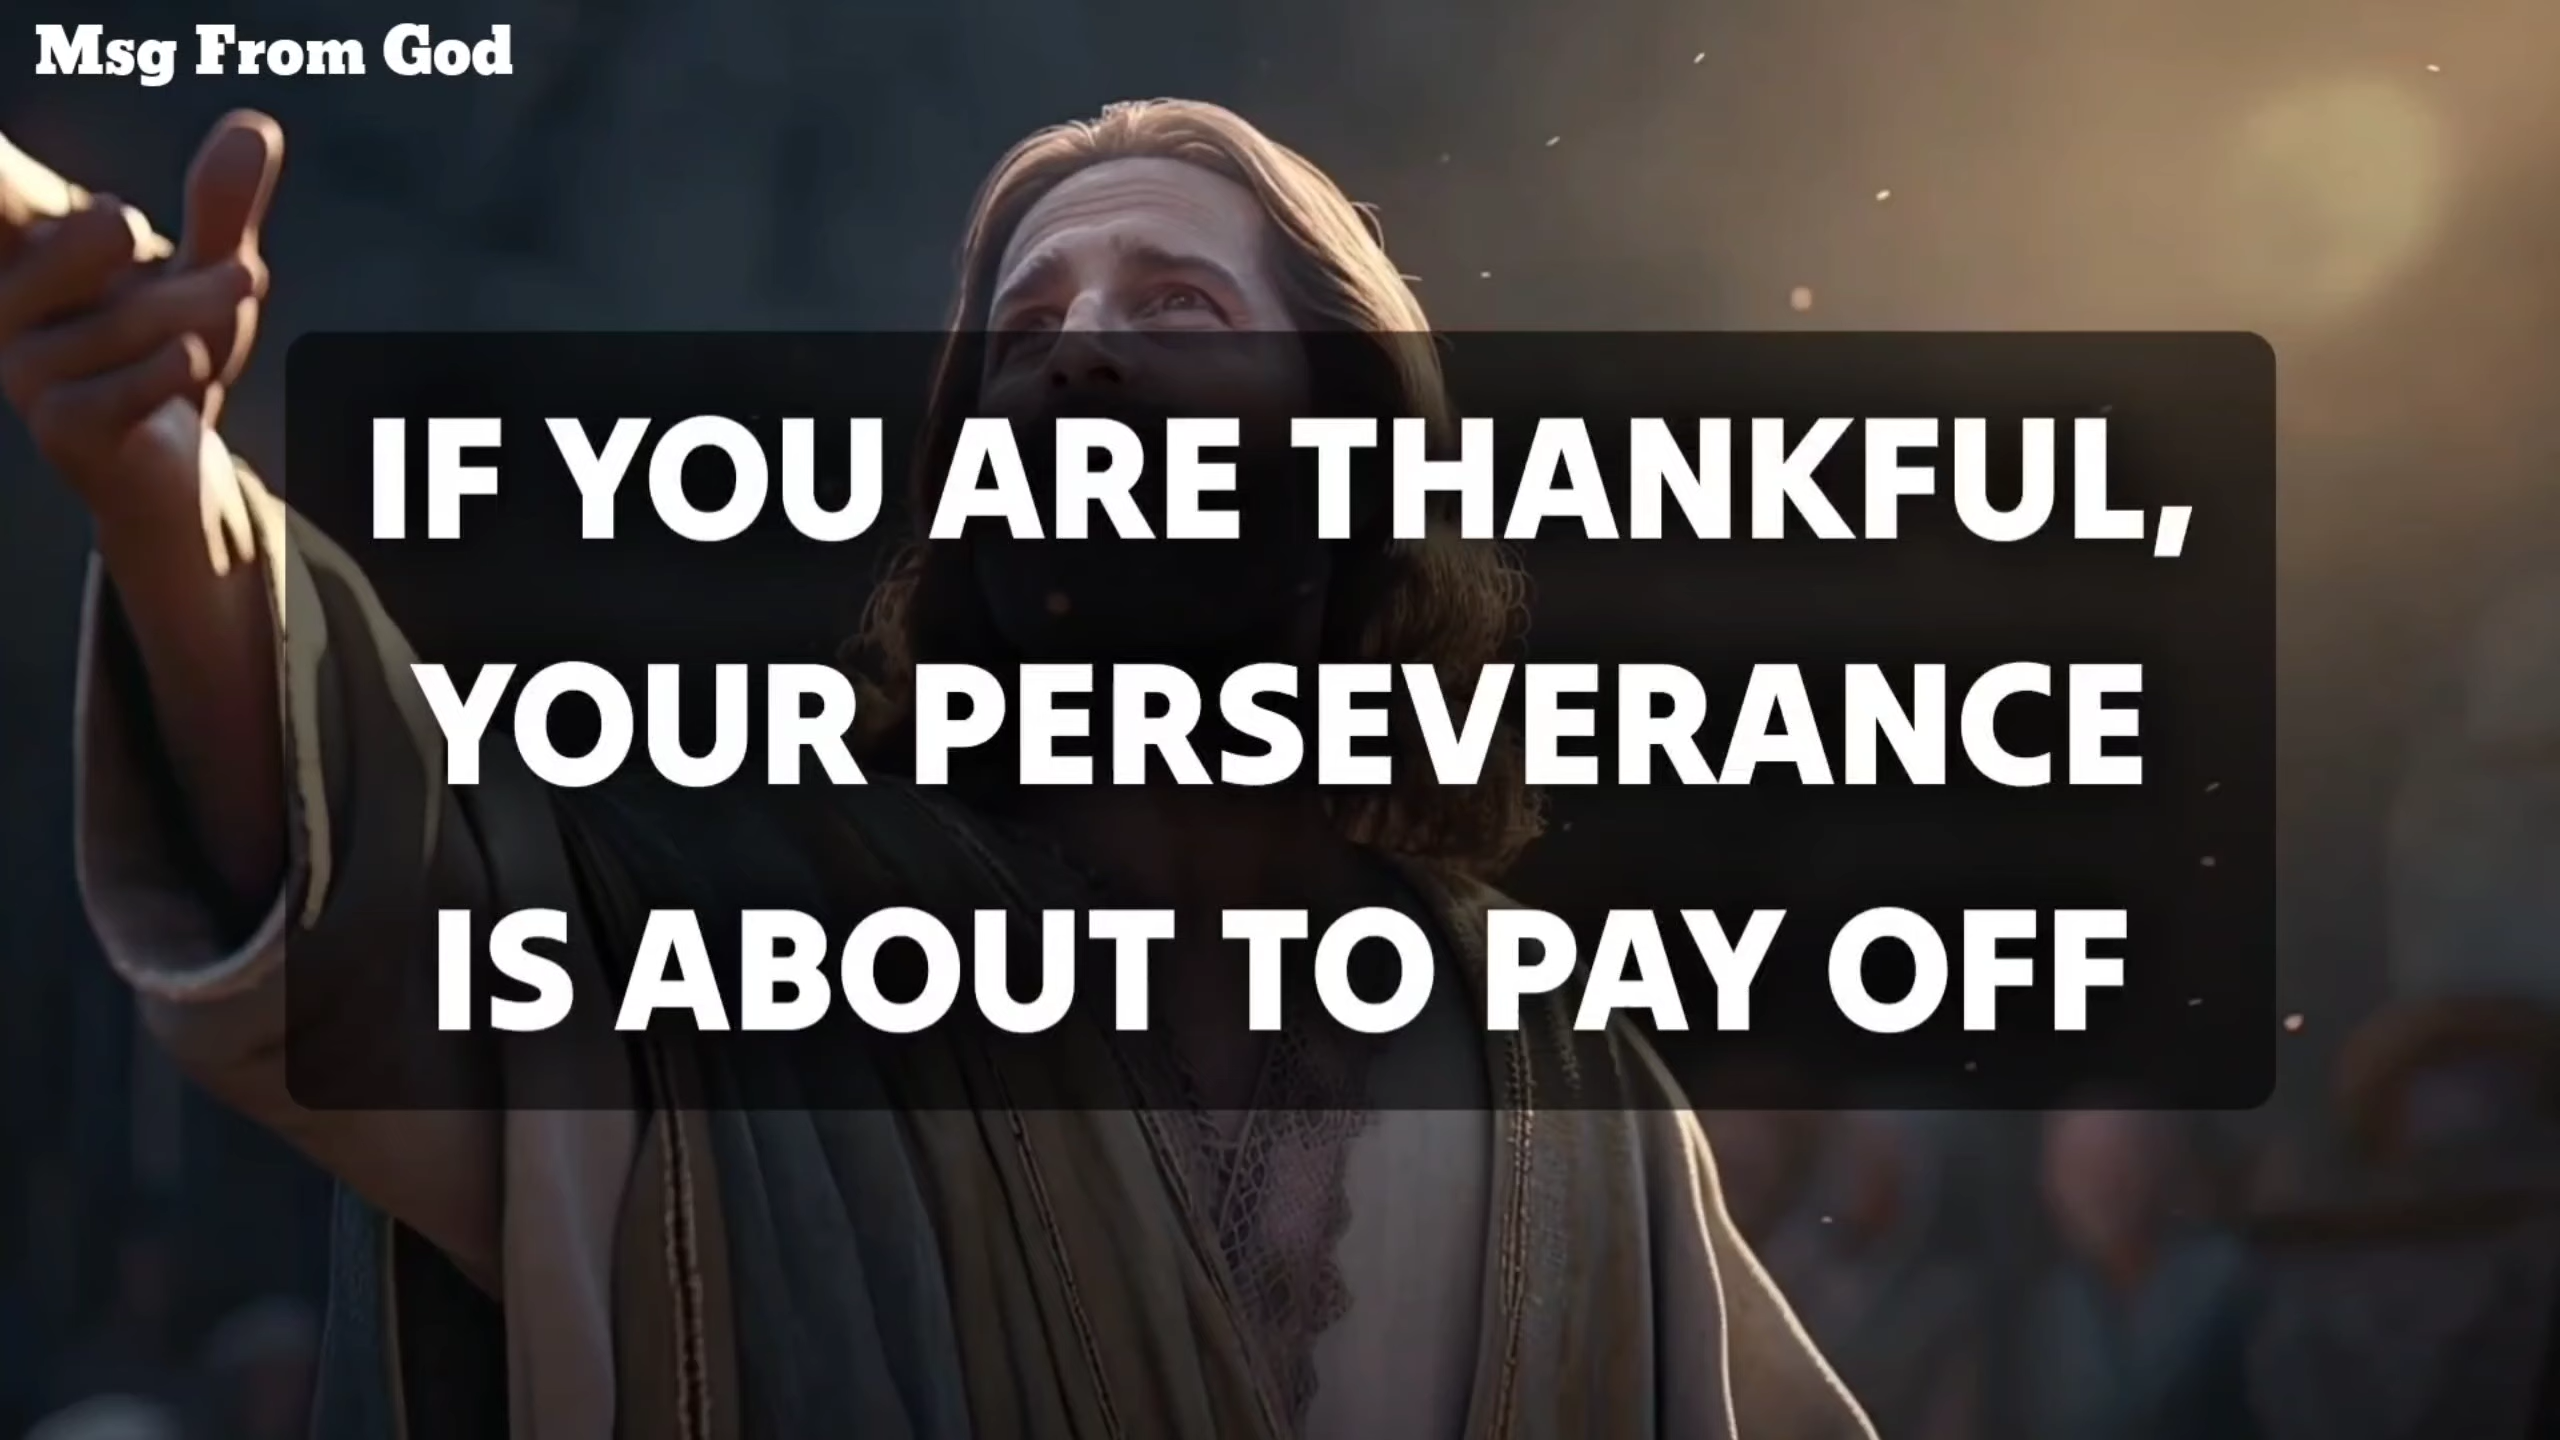 Msg From God
IF YOU ARE THANKFUL,
YOUR PERSEVERANCE
IS ABOUT TO PAY OFF